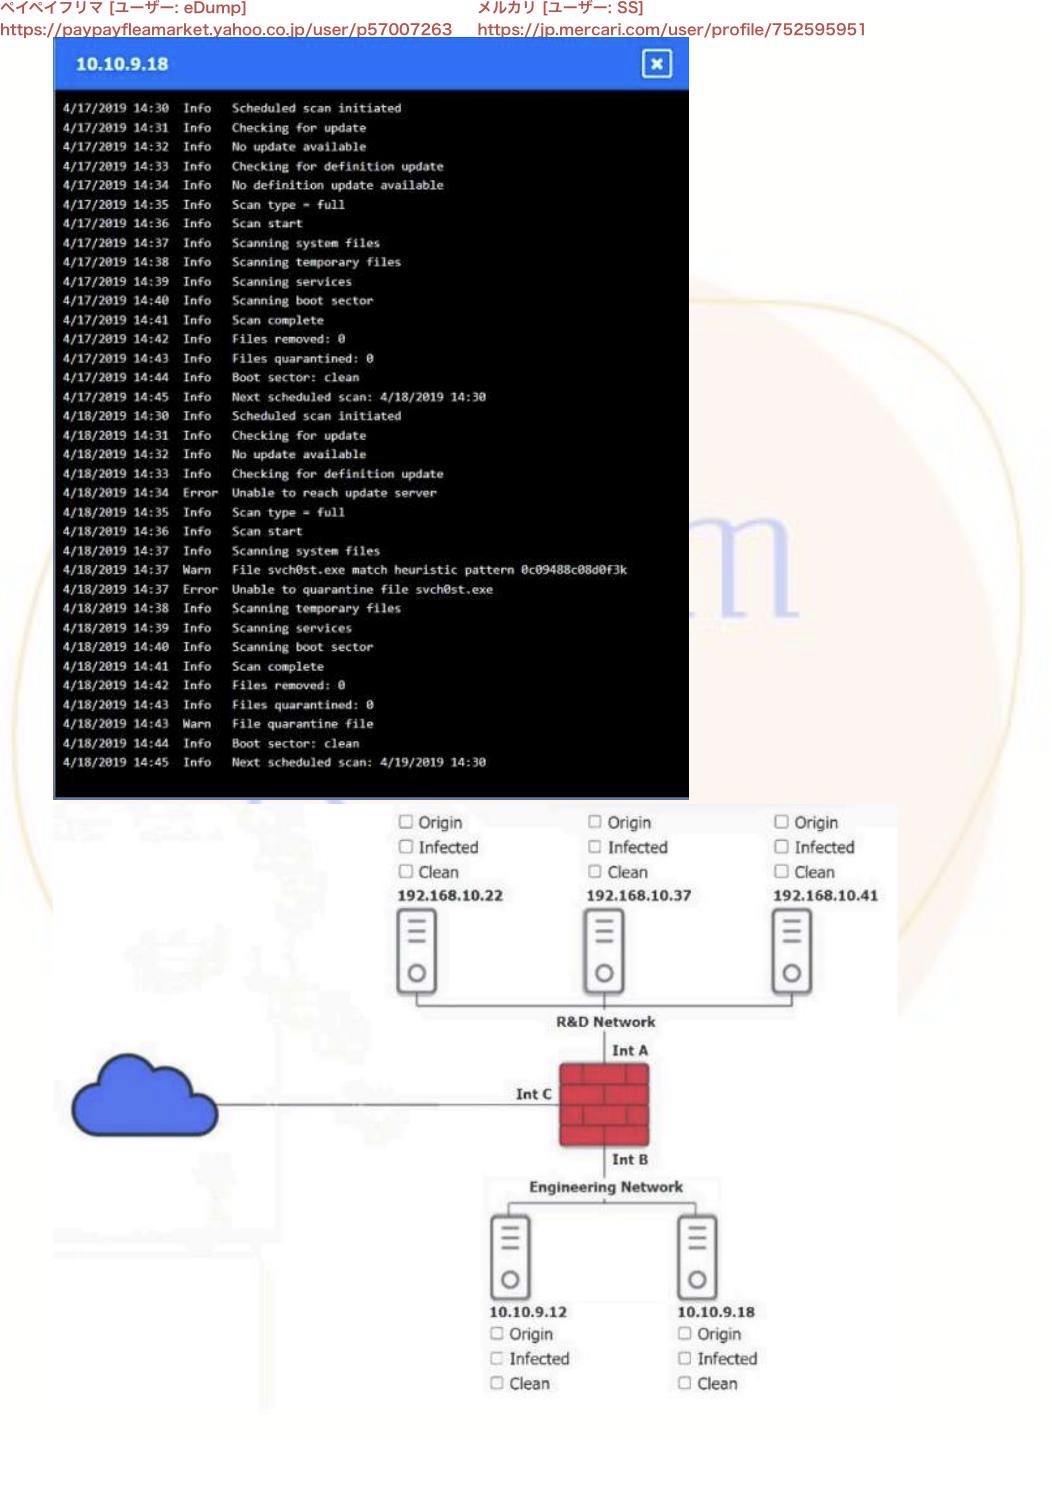 ペイペイフリマ [ユーザー: eDump]
https://paypayfleamarket.yahoo.co.jp/user/p57007263
メルカリ [ユーザー: SS]
https://jp.mercari.com/user/profile/752595951
10.10.9.18
4/17/2019 14:30 Info Scheduled scan initiated
4/17/2019 14:31 Info Checking for update
4/17/2019 14:32 Info No update available
4/17/2019 14:33 Info Checking for definition update
4/17/2019 14:34 Info No definition update available
4/17/2019 14:35 Info Scan type = full
4/17/2019 14:36 Info Scan start
4/17/2019 14:37 Info Scanning system files
4/17/2019 14:38 Info Scanning temporary files
4/17/2019 14:39 Info Scanning services
4/17/2019 14:40 Info Scanning boot sector
4/17/2019 14:41 Info Scan complete
4/17/2019 14:42 Info Files removed: 0
4/17/2019 14:43 Info Files quarantined: 0
4/17/2019 14:44 Info Boot sector: clean
4/17/2019 14:45 Info Next scheduled scan: 4/18/2019 14:30
4/18/2019 14:30 Info Scheduled scan initiated
4/18/2019 14:31 Info Checking for update
4/18/2019 14:32 Info No update available
4/18/2019 14:33 Info Checking for definition update
4/18/2019 14:34 Error Unable to reach update server
4/18/2019 14:35 Info Scan type = full
4/18/2019 14:36 Info Scan start
4/18/2019 14:37 Info Scanning system files
4/18/2019 14:37 Warn File svch0st.exe match heuristic pattern 0c09488c08d0f3k
4/18/2019 14:37 Error Unable to quarantine file svch0st.exe
4/18/2019 14:38 Info Scanning temporary files
4/18/2019 14:39 Info Scanning services
4/18/2019 14:40 Info Scanning boot sector
4/18/2019 14:41 Info Scan complete
4/18/2019 14:42 Info Files removed: 0
4/18/2019 14:43 Info Files quarantined: 0
4/18/2019 14:43 Warn File quarantine file
4/18/2019 14:44 Info Boot sector: clean
4/18/2019 14:45 Info Next scheduled scan: 4/19/2019 14:30
Origin Origin Origin
Infected Infected Infected
Clean Clean Clean
192.168.10.22 192.168.10.37 192.168.10.41
R&D Network
Int A
Int C
Int B
Engineering Network
10.10.9.12 10.10.9.18
Origin Origin
Infected Infected
Clean Clean